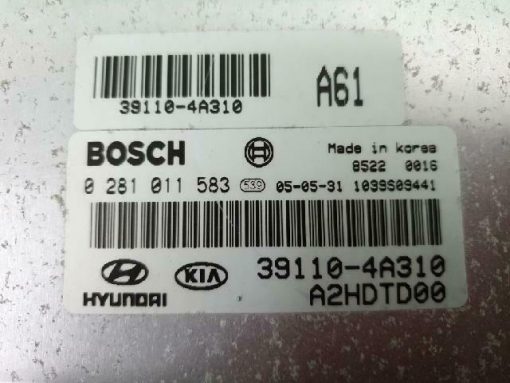 39110-4A310 A61
BOSCH Made in korea
8522 0016
0 281 011 583 539 05-05-31 1039S09441
HYUNDAI KIA 39110-4A310
A2HDTD00